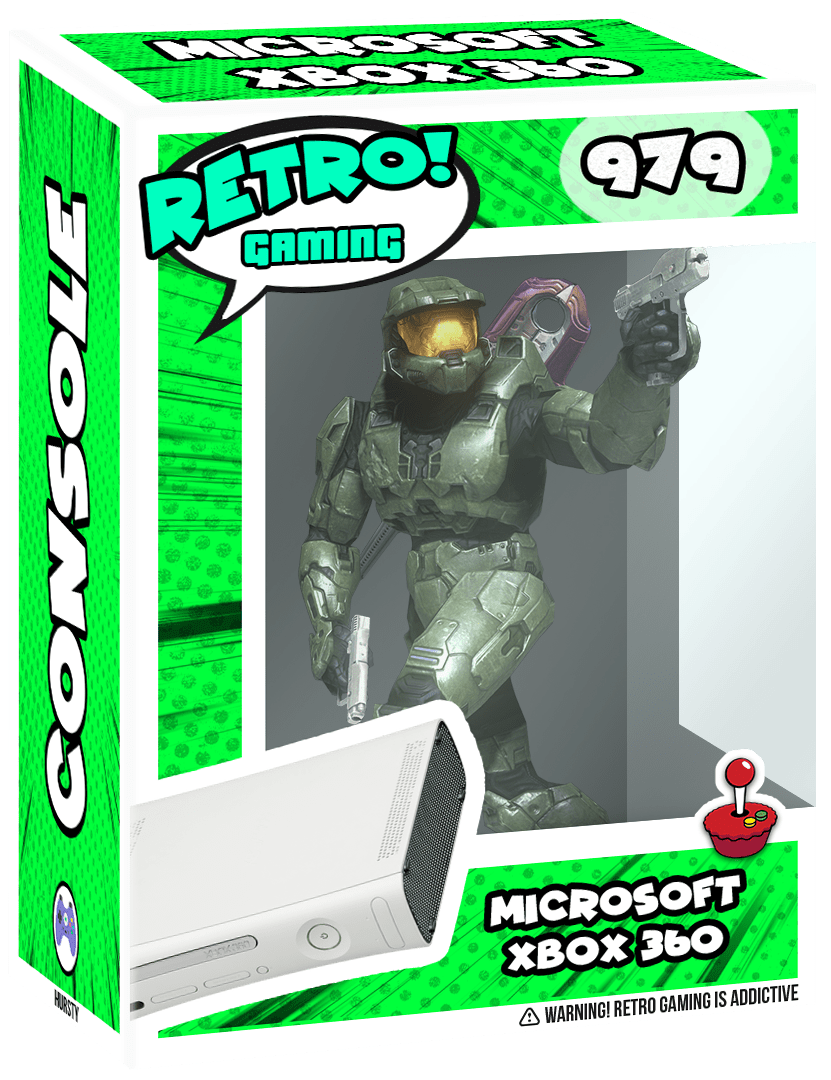 MICROSOFT
XBOX 360
RETRO!
GAMING
979
CONSOLE
MICROSOFT
XBOX 360
WARNING! RETRO GAMING IS ADDICTIVE
HURSTY